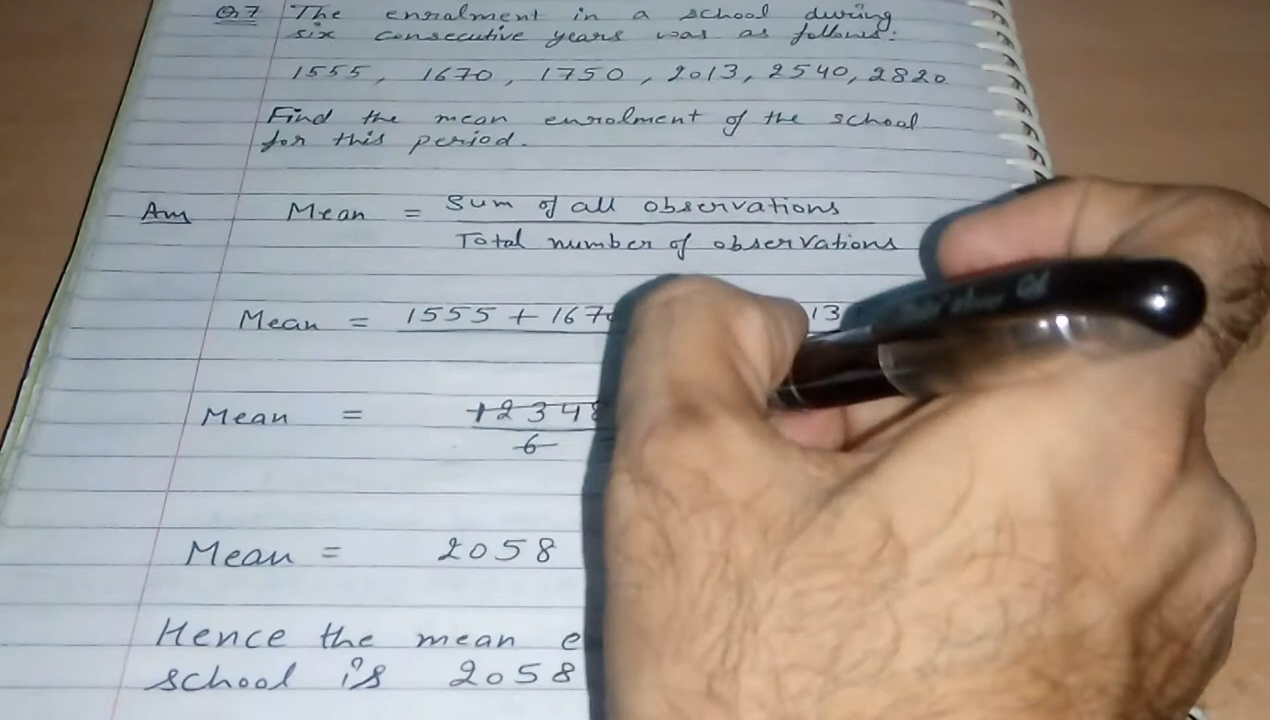 Q7 The enrolment in a school during
six consecutive years was as follows:
1555, 1670, 1750, 2013, 2540, 2820
Find the mean enrolment of the school
for this period.
Ans Mean = Sum of all observations
Total number of observations
Mean = 1555 + 167 13
Mean = 12348
6
Mean = 2058
Hence the mean e
school is 2058